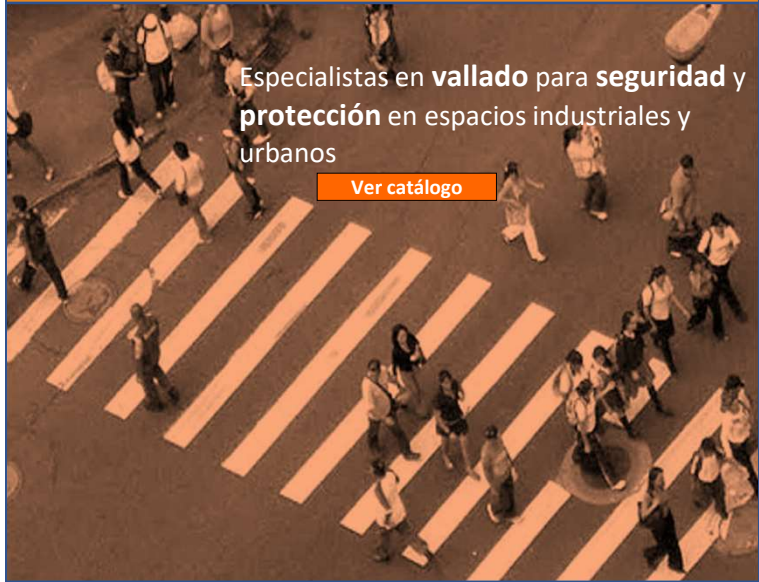 Especialistas en vallado para seguridad y
protección en espacios industriales y
urbanos
Ver catálogo